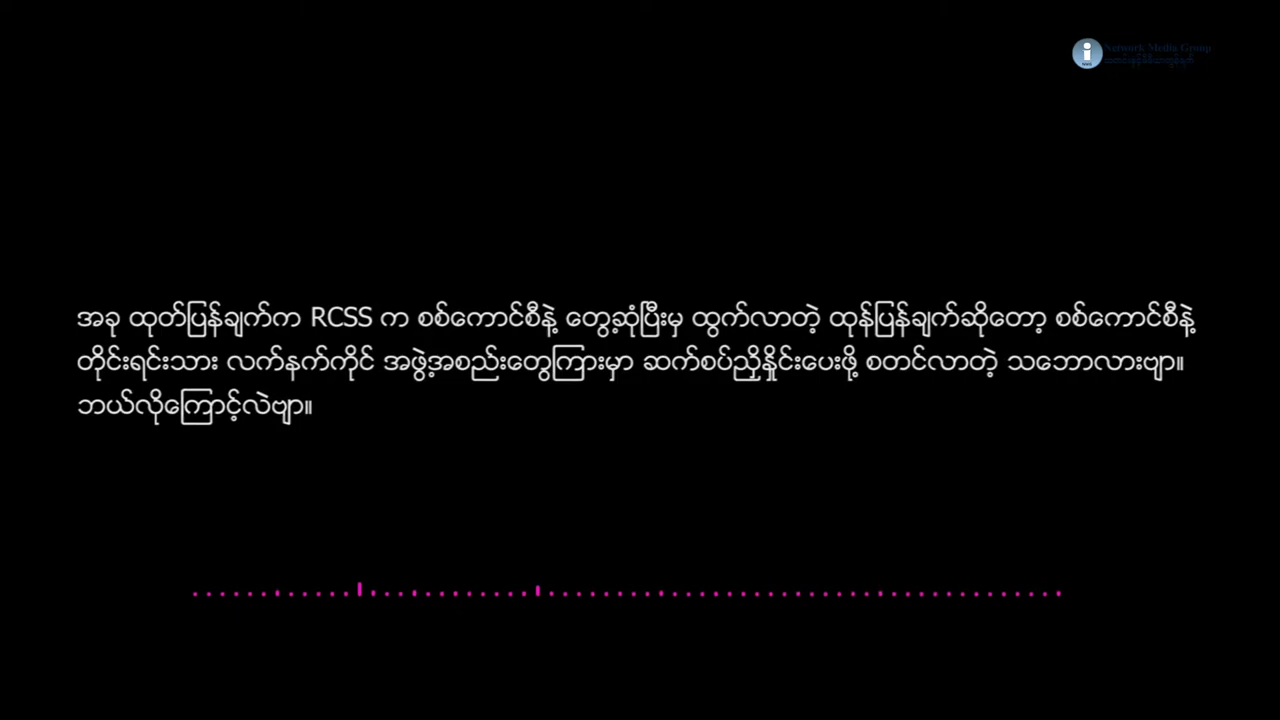 Network Media Group
အခု ထုတ်ပြန်ချက်က RCSS က စစ်ကောင်စီနဲ့ တွေ့ဆုံပြီးမှ ထွက်လာတဲ့ ထုန်ပြန်ချက်ဆိုတော့ စစ်ကောင်စီနဲ့
တိုင်းရင်းသား လက်နက်ကိုင် အဖွဲ့အစည်းတွေကြားမှာ ဆက်စပ်ညှိနှိုင်းပေးဖို့ စတင်လာတဲ့ သဘောလားဗျာ။
ဘယ်လိုကြောင့်လဲဗျာ။